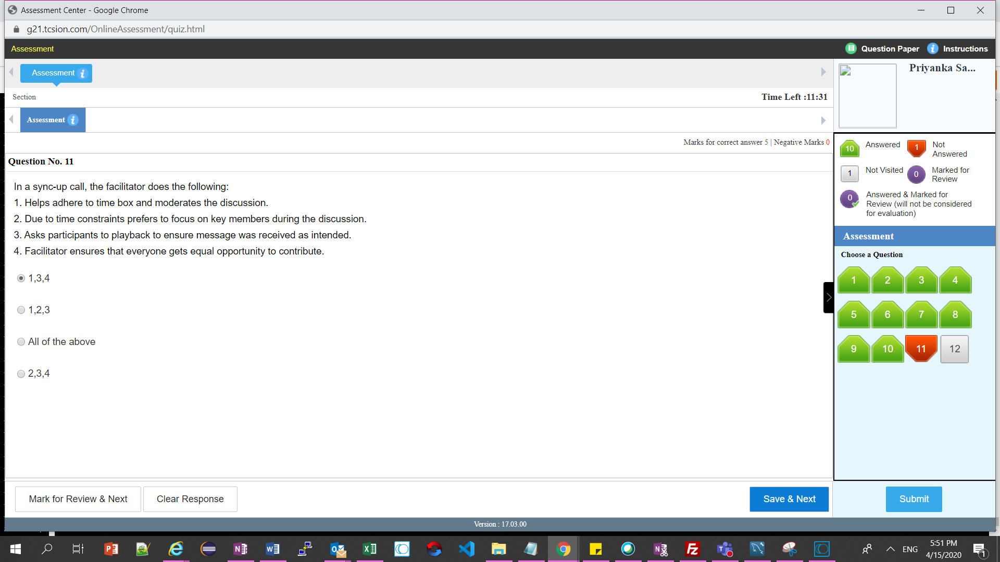 Assessment Center - Google Chrome
g21.tcsion.com/OnlineAssessment/quiz.html
Assessment
Question Paper
Instructions
Assessment
Priyanka Sa...
Section
Time Left :11:31
Assessment
Marks for correct answer 5 | Negative Marks 0
10 Answered
1 Not Answered
1 Not Visited
0 Marked for Review
0 Answered & Marked for
Review (will not be considered
for evaluation)
Question No. 11
In a sync-up call, the facilitator does the following:
1. Helps adhere to time box and moderates the discussion.
2. Due to time constraints prefers to focus on key members during the discussion.
3. Asks participants to playback to ensure message was received as intended.
4. Facilitator ensures that everyone gets equal opportunity to contribute.
1,3,4
1,2,3
All of the above
2,3,4
Assessment
Choose a Question
1 2 3 4
5 6 7 8
9 10 11 12
Mark for Review & Next
Clear Response
Save & Next
Submit
Version : 17.03.00
ENG
5:51 PM
4/15/2020
1